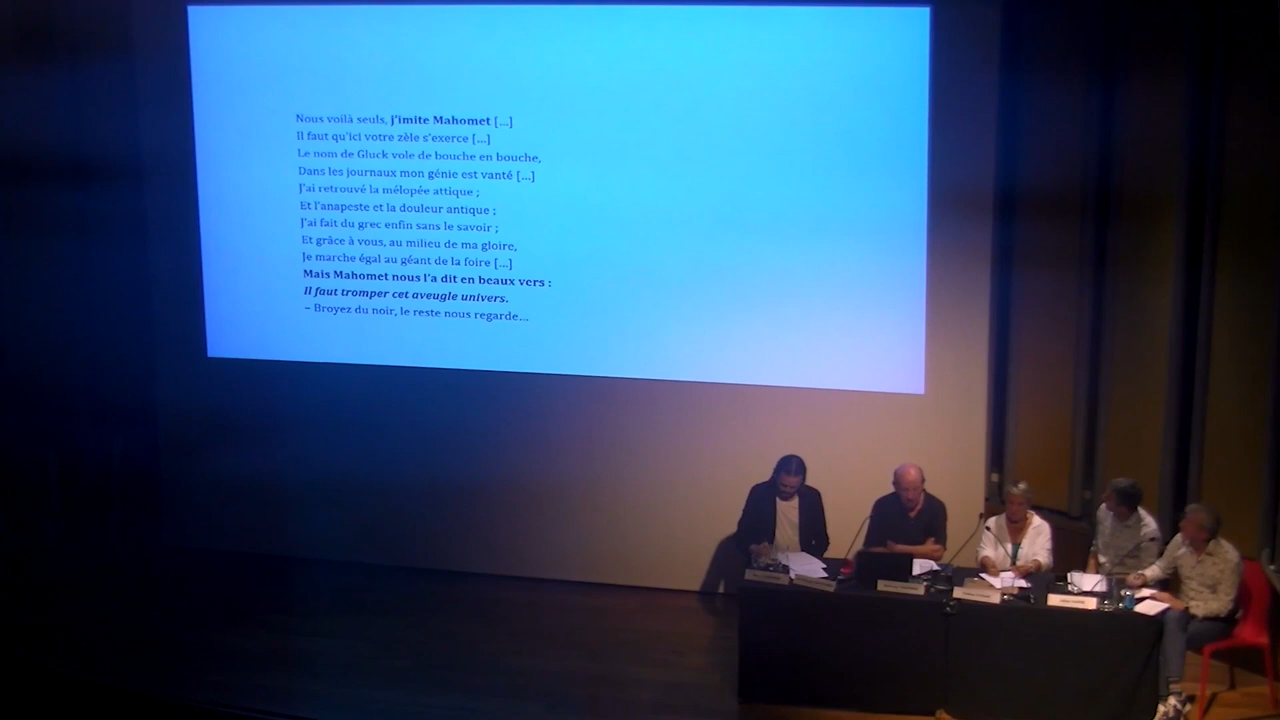 Nous voilà seuls, j'imite Mahomet [...]
Il faut qu'ici votre zèle s'exerce [...]
Le nom de Gluck vole de bouche en bouche,
Dans les journaux mon génie est vanté [...]
J'ai retrouvé la mélopée attique ;
Et l'anapeste et la douleur antique ;
J'ai fait du grec enfin sans le savoir ;
Et grâce à vous, au milieu de ma gloire,
Je marche égal au géant de la foire [...]
Mais Mahomet nous l'a dit en beaux vers :
Il faut tromper cet aveugle univers.
– Broyez du noir, le reste nous regarde...